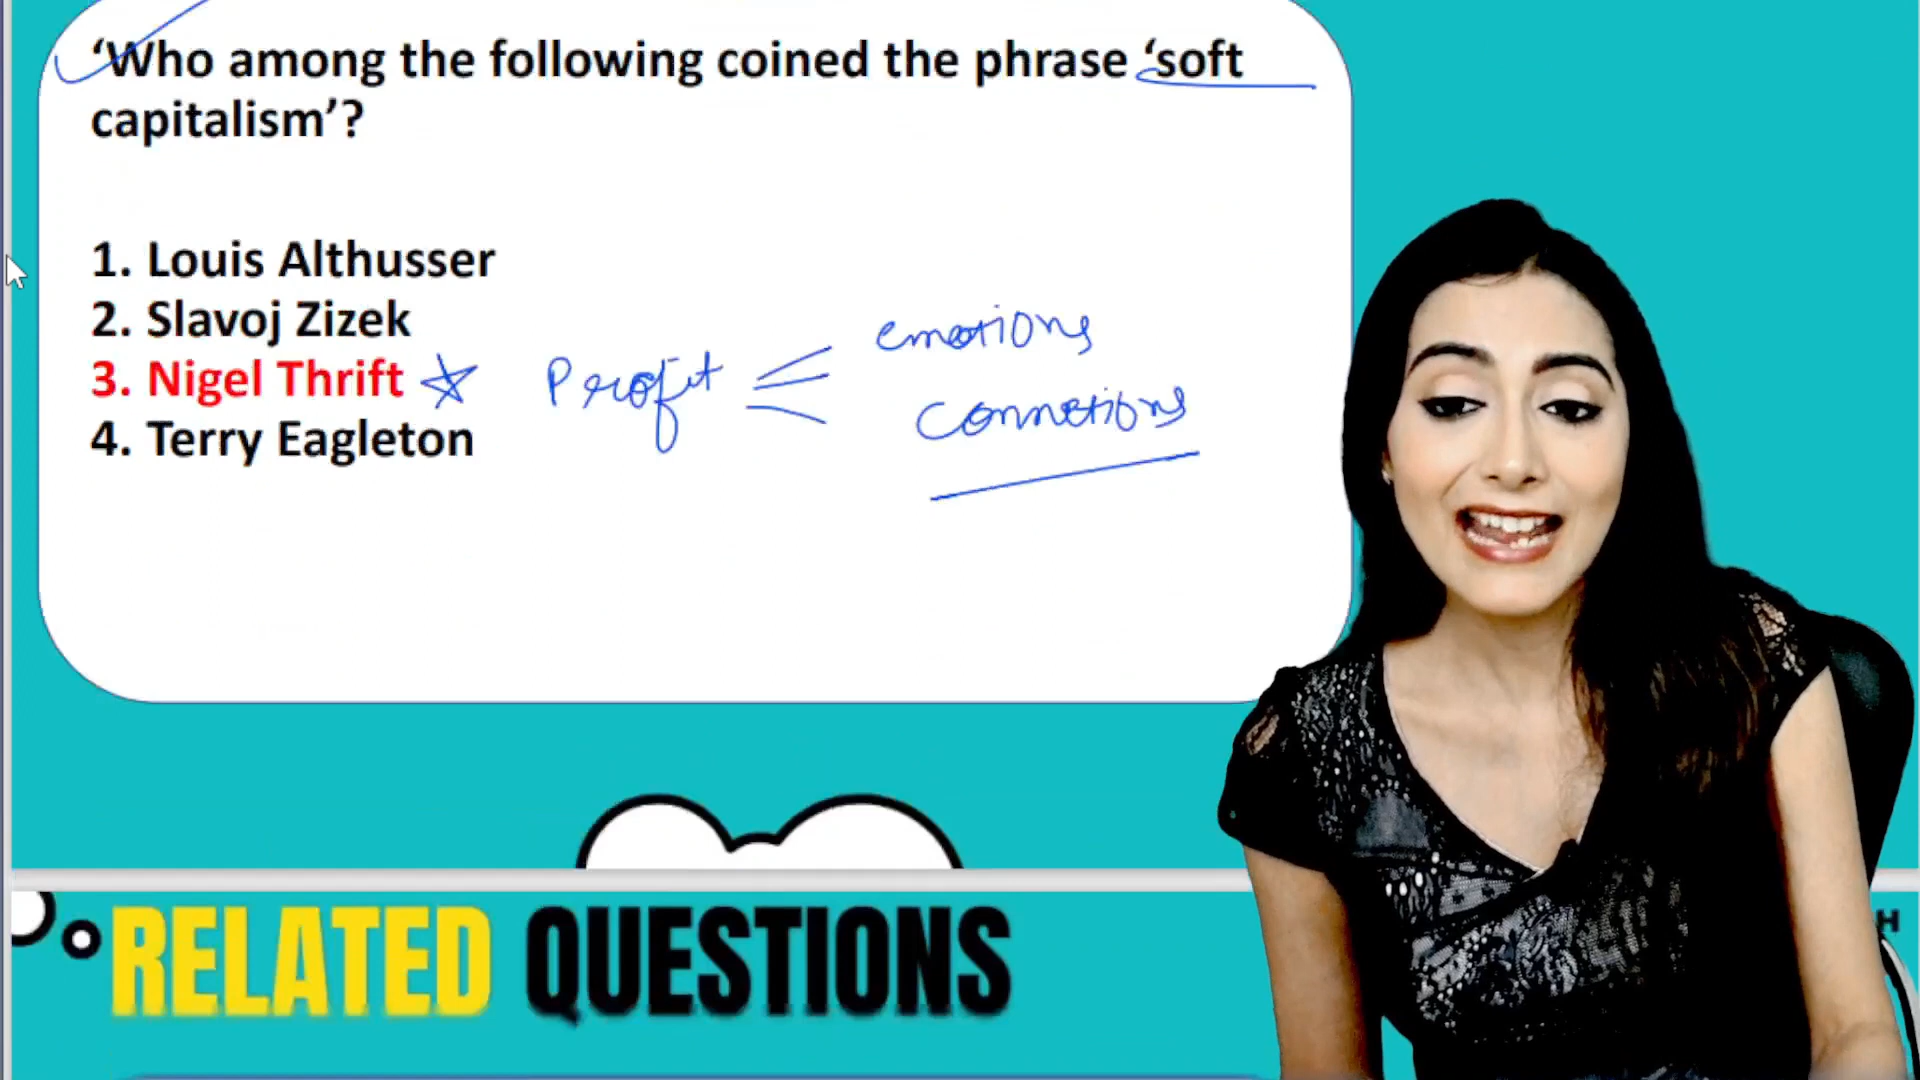 ‘Who among the following coined the phrase ‘soft
capitalism’?
1. Louis Althusser
2. Slavoj Zizek
3. Nigel Thrift
4. Terry Eagleton
Profit
emotions
RELATED QUESTIONS
H